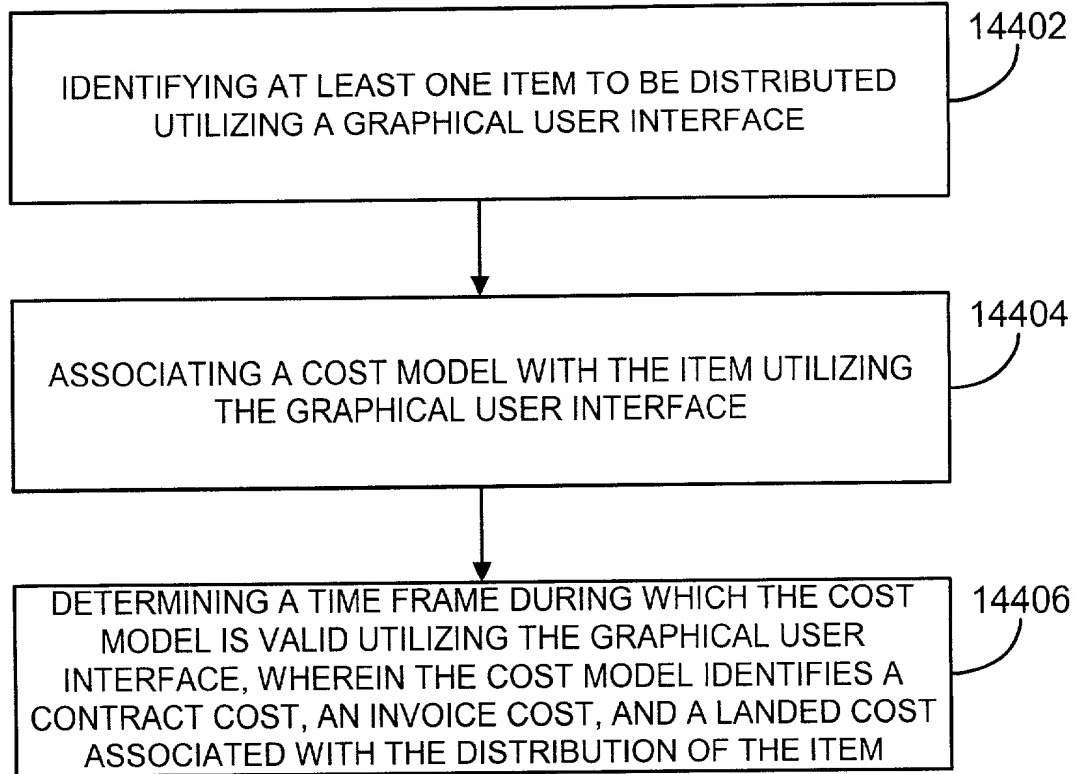 14402
IDENTIFYING AT LEAST ONE ITEM TO BE DISTRIBUTED
UTILIZING A GRAPHICAL USER INTERFACE
14404
ASSOCIATING A COST MODEL WITH THE ITEM UTILIZING
THE GRAPHICAL USER INTERFACE
14406
DETERMINING A TIME FRAME DURING WHICH THE COST
MODEL IS VALID UTILIZING THE GRAPHICAL USER
INTERFACE, WHEREIN THE COST MODEL IDENTIFIES A
CONTRACT COST, AN INVOICE COST, AND A LANDED COST
ASSOCIATED WITH THE DISTRIBUTION OF THE ITEM